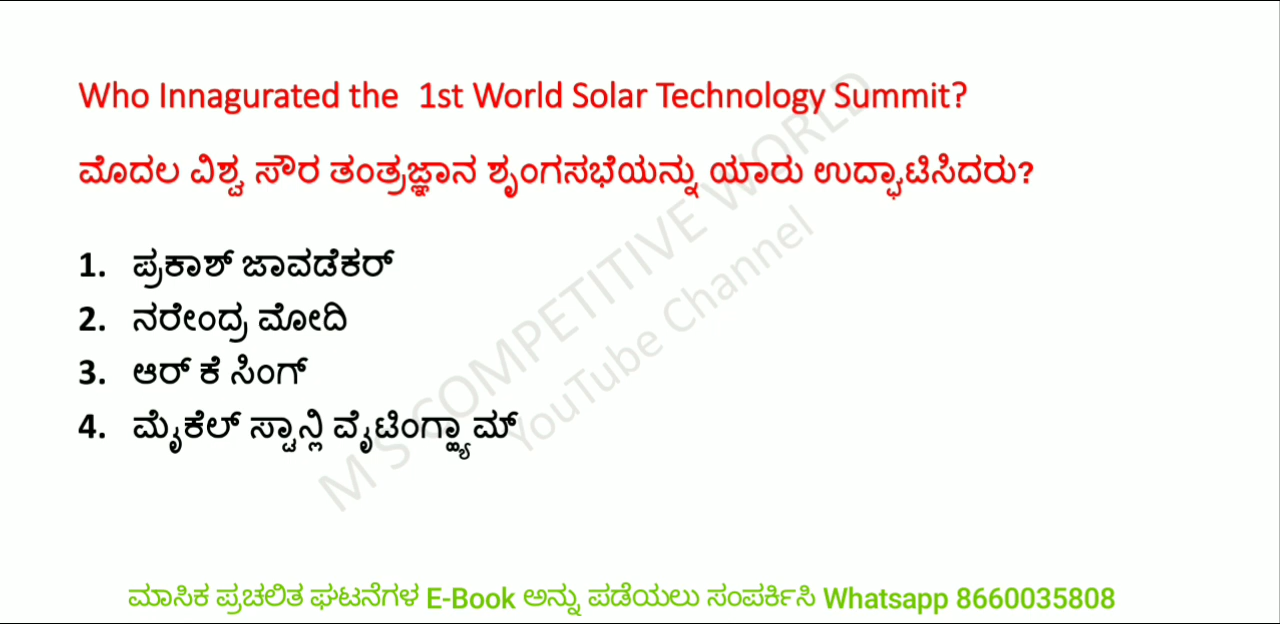 Who Innagurated the 1st World Solar Technology Summit?
ಮೊದಲ ವಿಶ್ವ ಸೌರ ತಂತ್ರಜ್ಞಾನ ಶೃಂಗಸಭೆಯನ್ನು ಯಾರು ಉದ್ಘಾಟಿಸಿದರು?
1. ಪ್ರಕಾಶ್ ಜಾವಡೆಕರ್
2. ನರೇಂದ್ರ ಮೋದಿ
3. ಆರ್ ಕೆ ಸಿಂಗ್
4. ಮೈಕೆಲ್ ಸ್ಟಾನ್ಲಿ ವೈಟಿಂಗ್ಹ್ಯಾಮ್
M S COMPETITIVE WORLD
YouTube Channel
ಮಾಸಿಕ ಪ್ರಚಲಿತ ಘಟನೆಗಳ E-Book ಅನ್ನು ಪಡೆಯಲು ಸಂಪರ್ಕಿಸಿ Whatsapp 8660035808